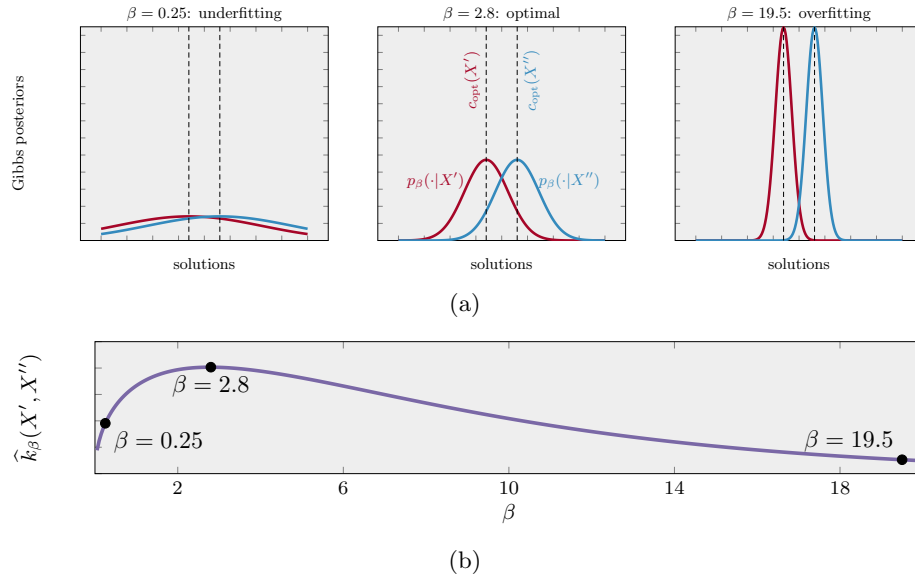 β = 0.25: underfitting
β = 2.8: optimal
β = 19.5: overfitting
Gibbs posteriors
c_opt(X′)
c_opt(X″)
p_β(·|X′)
p_β(·|X″)
solutions
solutions
solutions
(a)
k̂_β(X′, X″)
β = 0.25
β = 2.8
β = 19.5
2 6 10 14 18
β
(b)